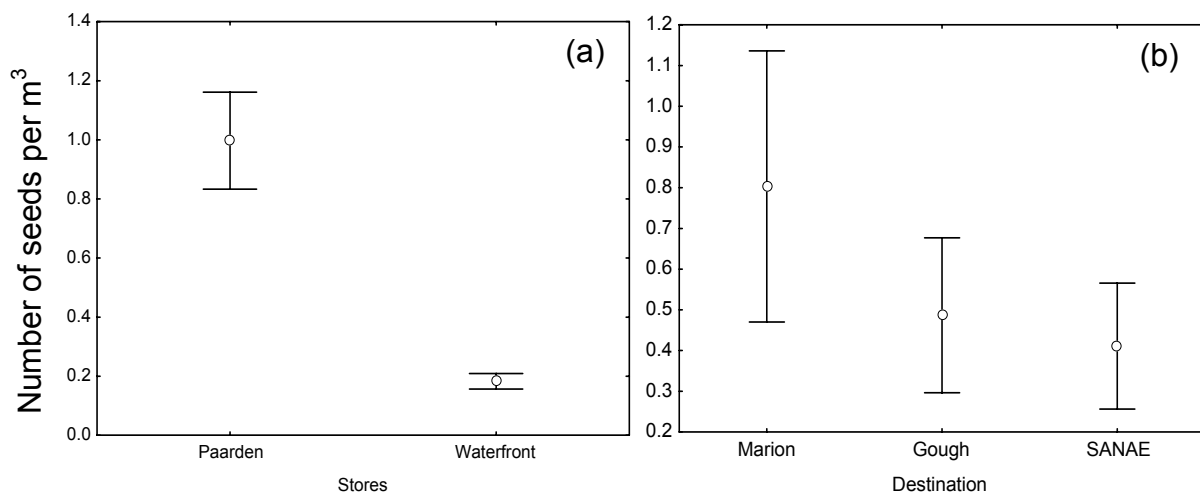 Number of seeds per m³
1.4
1.2
1.0
0.8
0.6
0.4
0.2
0.0
(a)
Paarden Waterfront
Stores
1.2
1.1
1.0
0.9
0.8
0.7
0.6
0.5
0.4
0.3
0.2
(b)
Marion Gough SANAE
Destination